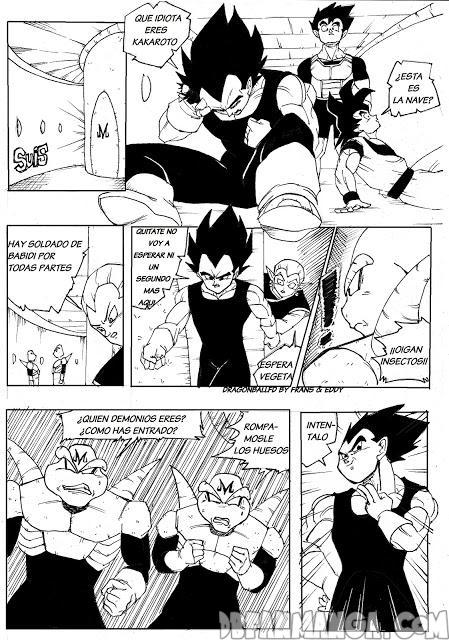 QUE IDIOTA
ERES
KAKAROTO
¿ESTA
ES
LA NAVE?
M
SUIS
HAY SOLDADO DE
BABIDI POR
TODAS PARTES
QUITATE NO
VOY A
ESPERAR NI
UN
SEGUNDO
MAS
AQUI
ESPERA
VEGETA
¡¡OIGAN
INSECTOS!!
DRAGONBALLFD BY FRANS & EDDY
¿QUIEN DEMONIOS ERES?
¿COMO HAS ENTRADO?
M
ROMPA-
MOSLE
LOS HUESOS
M
INTEN-
TALO
DBFANMANGA.COM